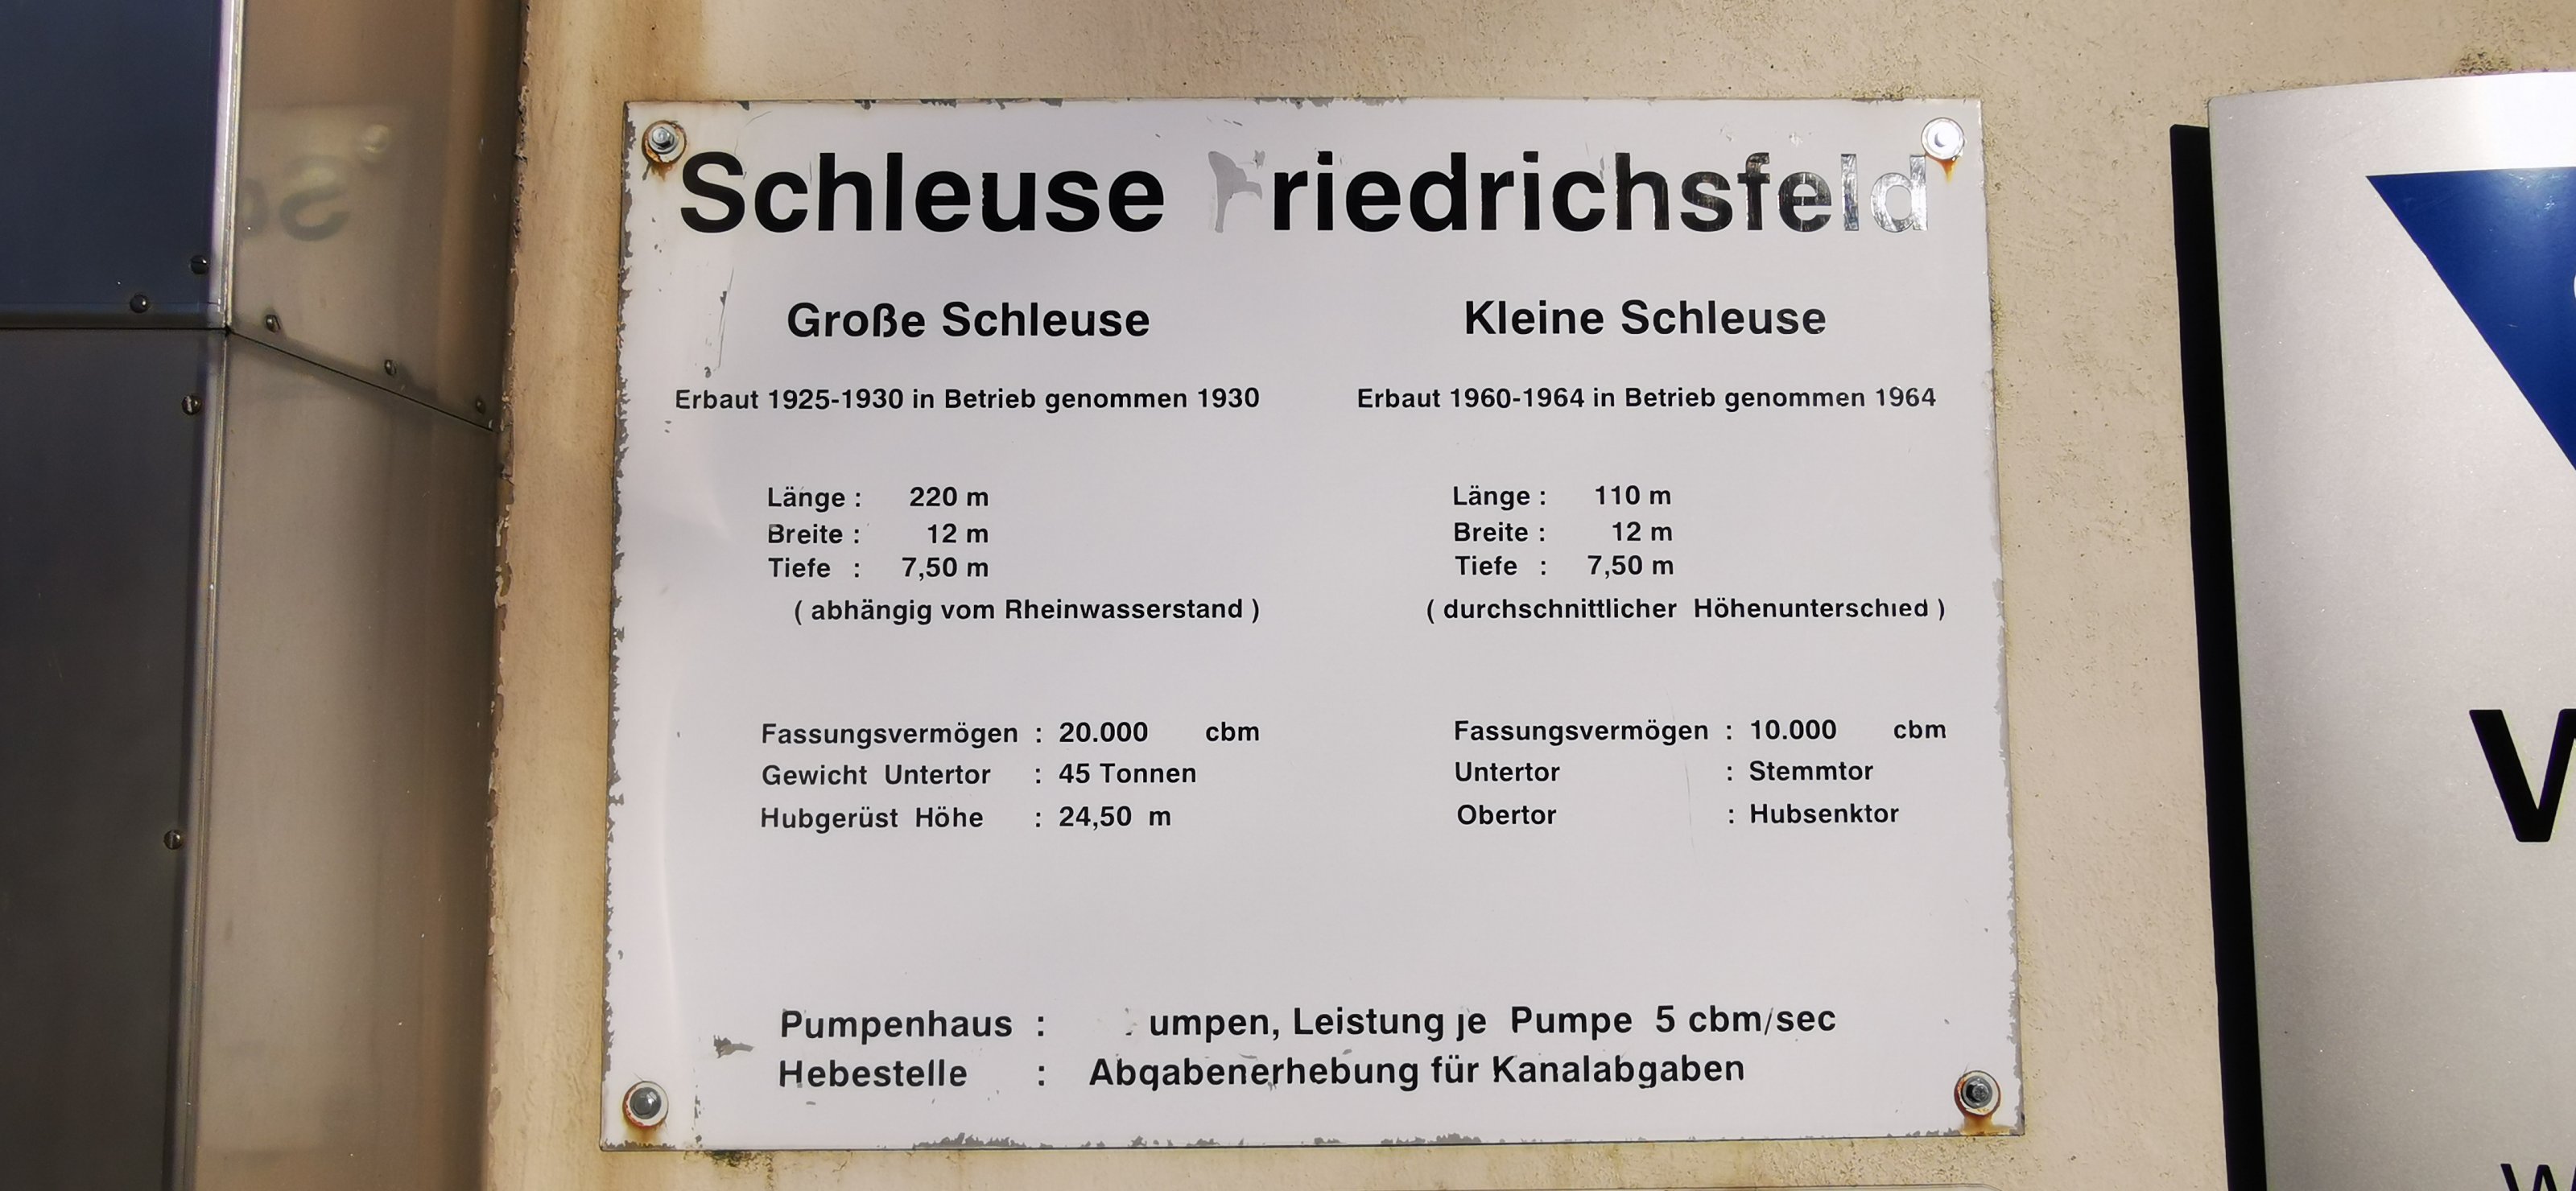 Schleuse Friedrichsfeld
Große Schleuse
Erbaut 1925-1930 in Betrieb genommen 1930
Länge : 220 m
Breite : 12 m
Tiefe : 7,50 m
( abhängig vom Rheinwasserstand )
Fassungsvermögen : 20.000 cbm
Gewicht Untertor : 45 Tonnen
Hubgerüst Höhe : 24,50 m
Kleine Schleuse
Erbaut 1960-1964 in Betrieb genommen 1964
Länge : 110 m
Breite : 12 m
Tiefe : 7,50 m
( durchschnittlicher Höhenunterschied )
Fassungsvermögen : 10.000 cbm
Untertor : Stemmtor
Obertor : Hubsenktor
Pumpenhaus : umpen, Leistung je Pumpe 5 cbm/sec
Hebestelle : Abgabenerhebung für Kanalabgaben